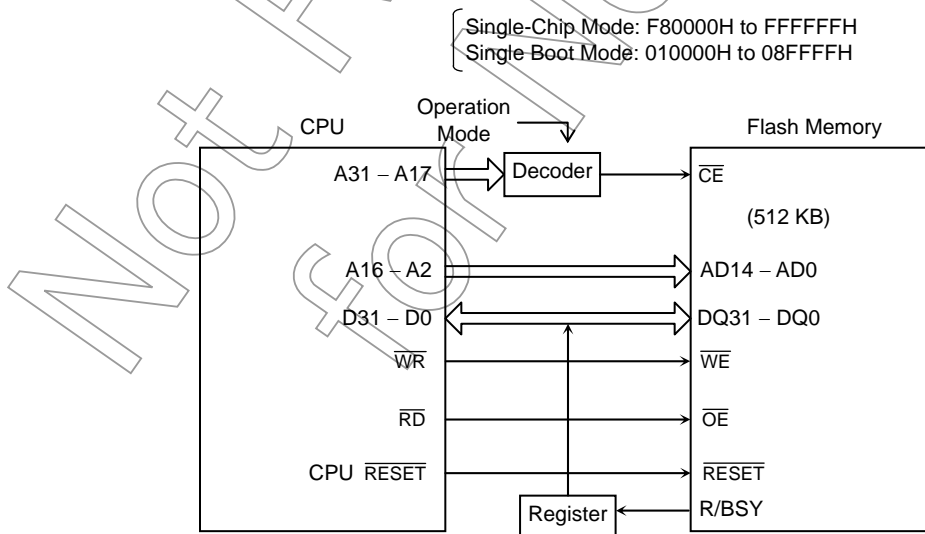 Single-Chip Mode: F80000H to FFFFFFH
Single Boot Mode: 010000H to 08FFFFH
Operation
Mode
CPU
Flash Memory
A31 – A17
Decoder
CE
(512 KB)
A16 – A2
AD14 – AD0
D31 – D0
DQ31 – DQ0
WR
WE
RD
OE
CPU RESET
RESET
Register
R/BSY
Not
for